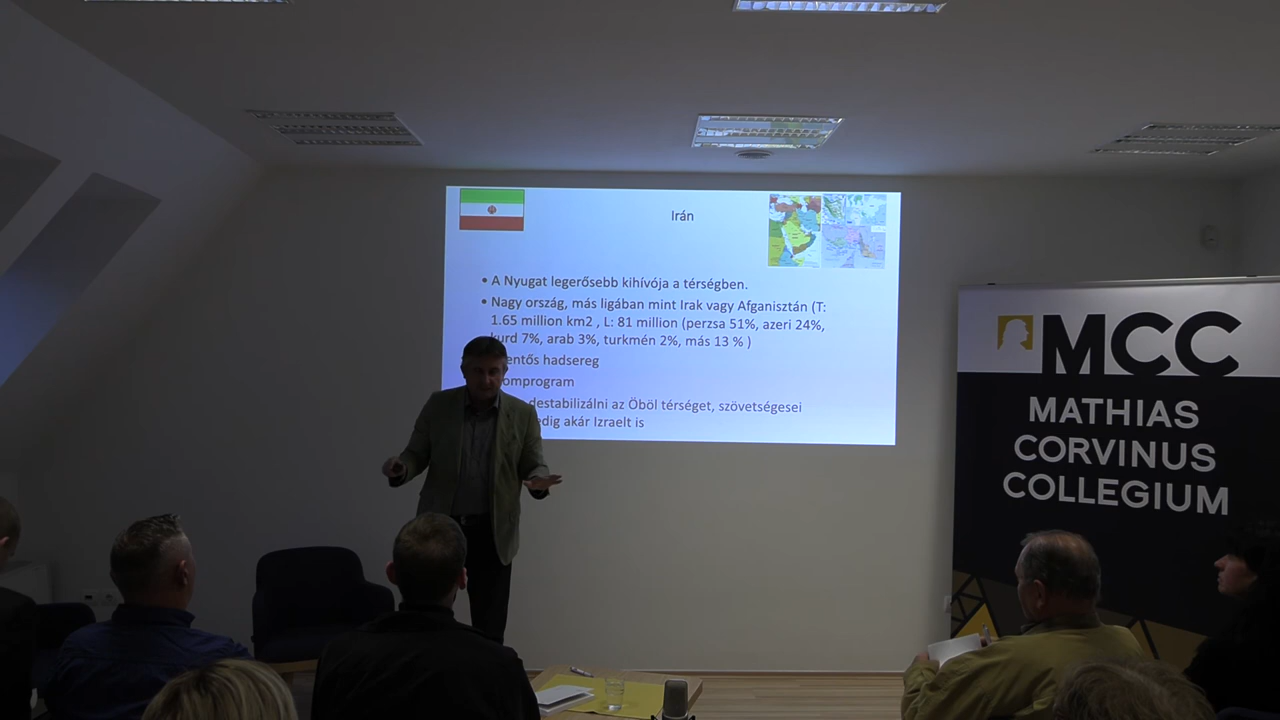 Irán
• A Nyugat legerősebb kihívója a térségben.
• Nagy ország, más ligában mint Irak vagy Afganisztán (T:
1.65 million km2 , L: 81 million (perzsa 51%, azeri 24%,
kurd 7%, arab 3%, turkmén 2%, más 13 % )
hadsereg
destabilizálni az Öböl térséget, szövetségesei
akár Izraelt is
MCC
MATHIAS
CORVINUS
COLLEGIUM